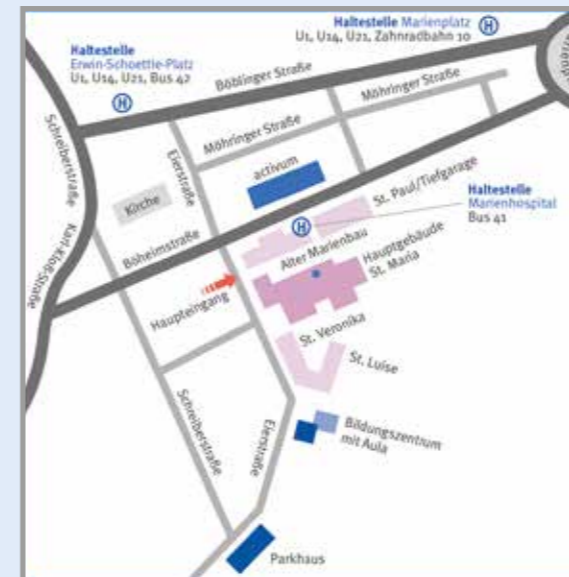 Haltestelle Marienplatz
U1, U14, U21, Zahnradbahn 10
H
Haltestelle
Erwin-Schoettle-Platz
U1, U14, U21, Bus 42
H
Böblinger Straße
Möhringer Straße
Möhringer Straße
Schreiberstraße
Karl-Kloß-Straße
Eierstraße
Kirche
activum
St. Paul/Tiefgarage
Haltestelle
Marienhospital
Bus 41
H
Böheimstraße
Alter Marienbau
Hauptgebäude
St. Maria
Haupteingang
St. Veronika
St. Luise
Schreiberstraße
Eierstraße
Bildungszentrum
mit Aula
Parkhaus